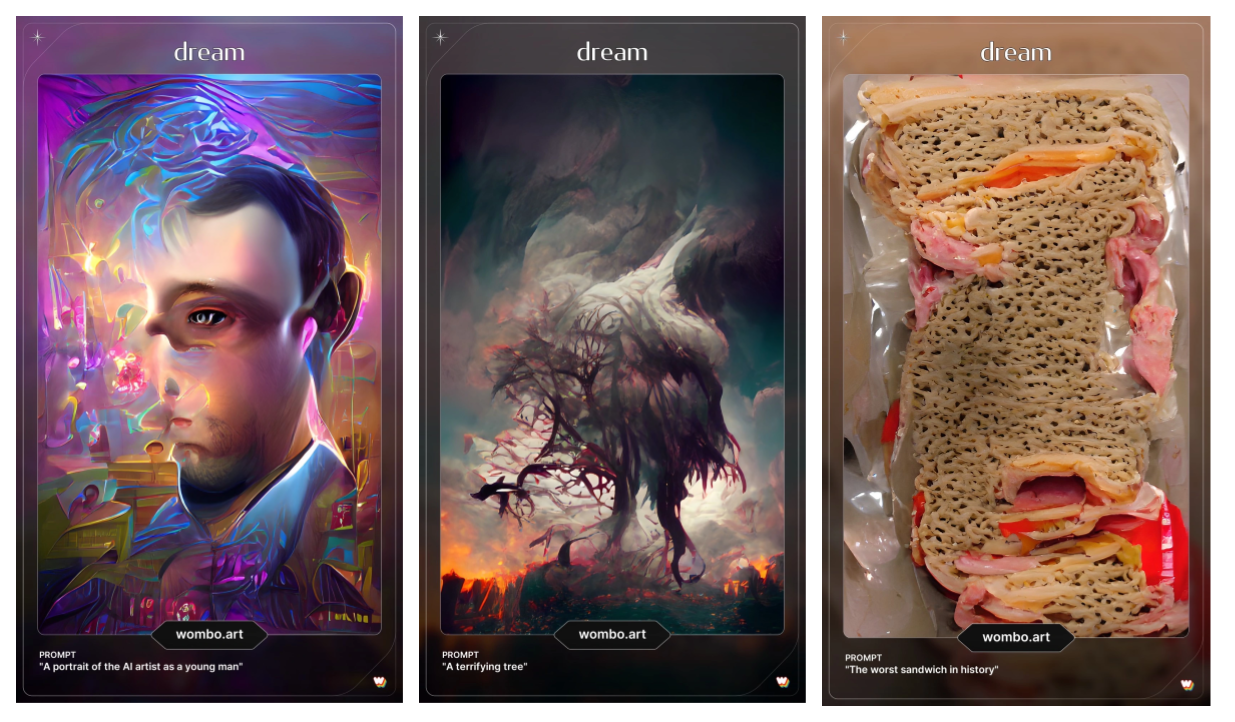 dream
wombo.art
PROMPT
"A portrait of the AI artist as a young man"
dream
wombo.art
PROMPT
"A terrifying tree"
dream
wombo.art
PROMPT
"The worst sandwich in history"